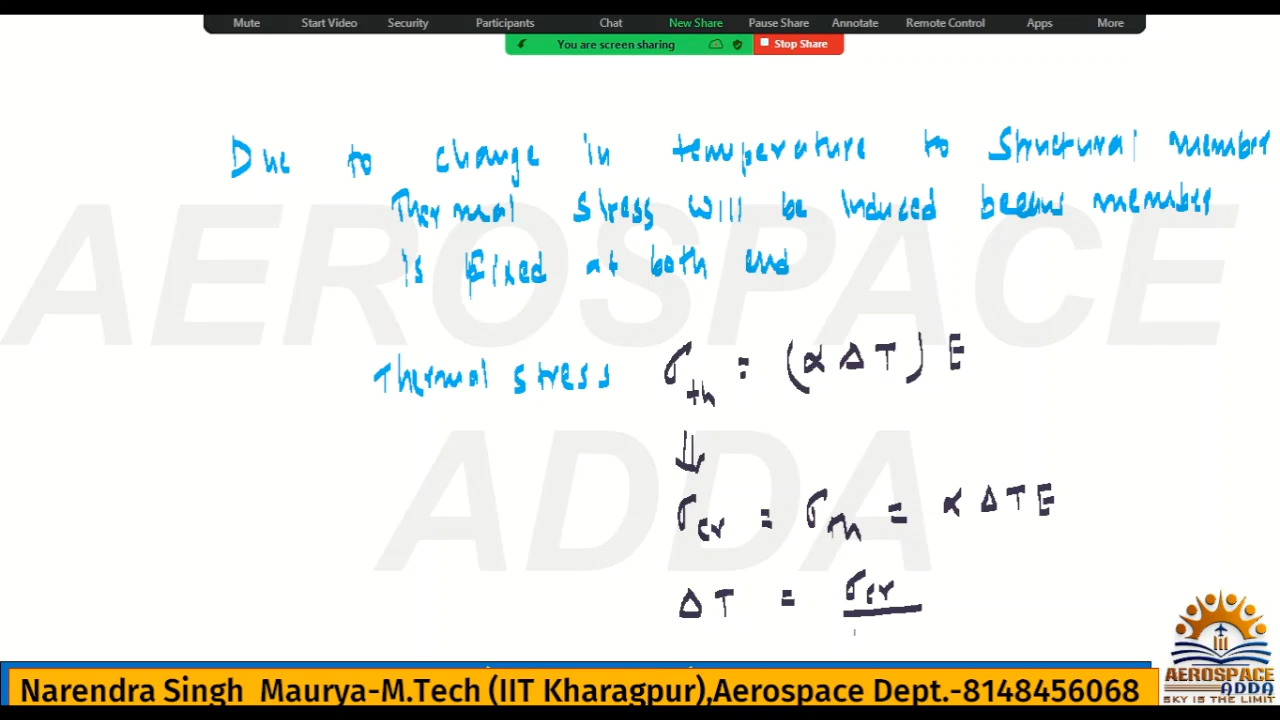 Mute Start Video Security Participants Chat New Share Pause Share Annotate Remote Control Apps More
You are screen sharing Stop Share
Due to change in temperature to Structural member
Thermal stress will be Induced member
is Fixed at both end
Thermal stress σth = (α Δ T) E
σcr = σth = α Δ T E
Δ T = σcr
AEROSPACE
ADDA
Narendra Singh Maurya-M.Tech (IIT Kharagpur),Aerospace Dept.-8148456068
AEROSPACE
ADDA
SKY IS THE LIMIT